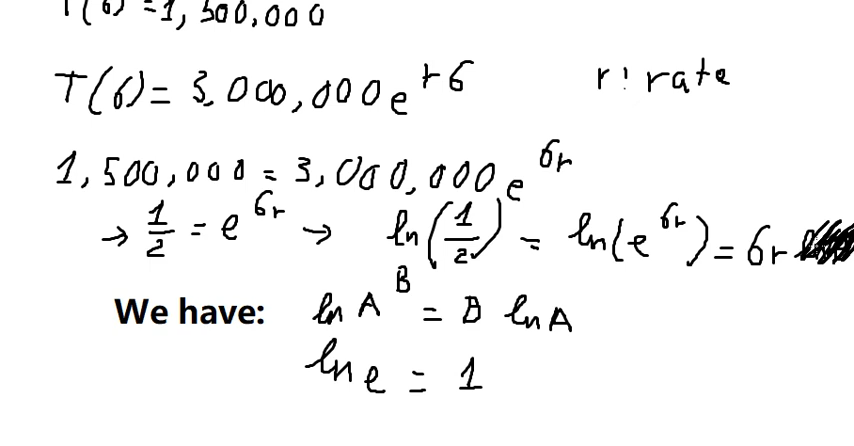 T(6) = 1,500,000
T(6) = 3,000,000e^{r6} r: rate
1,500,000 = 3,000,000e^{6r}
→ 1/2 = e^{6r} → ln(1/2) = ln(e^{6r}) = 6r
We have: ln A^B = B ln A
ln e = 1